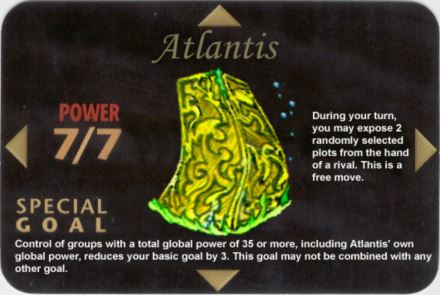 Atlantis
POWER
7/7
During your turn,
you may expose 2
randomly selected
plots from the hand
of a rival. This is a
free move.
SPECIAL
GOAL
Control of groups with a total global power of 35 or more, including Atlantis' own
global power, reduces your basic goal by 3. This goal may not be combined with any
other goal.